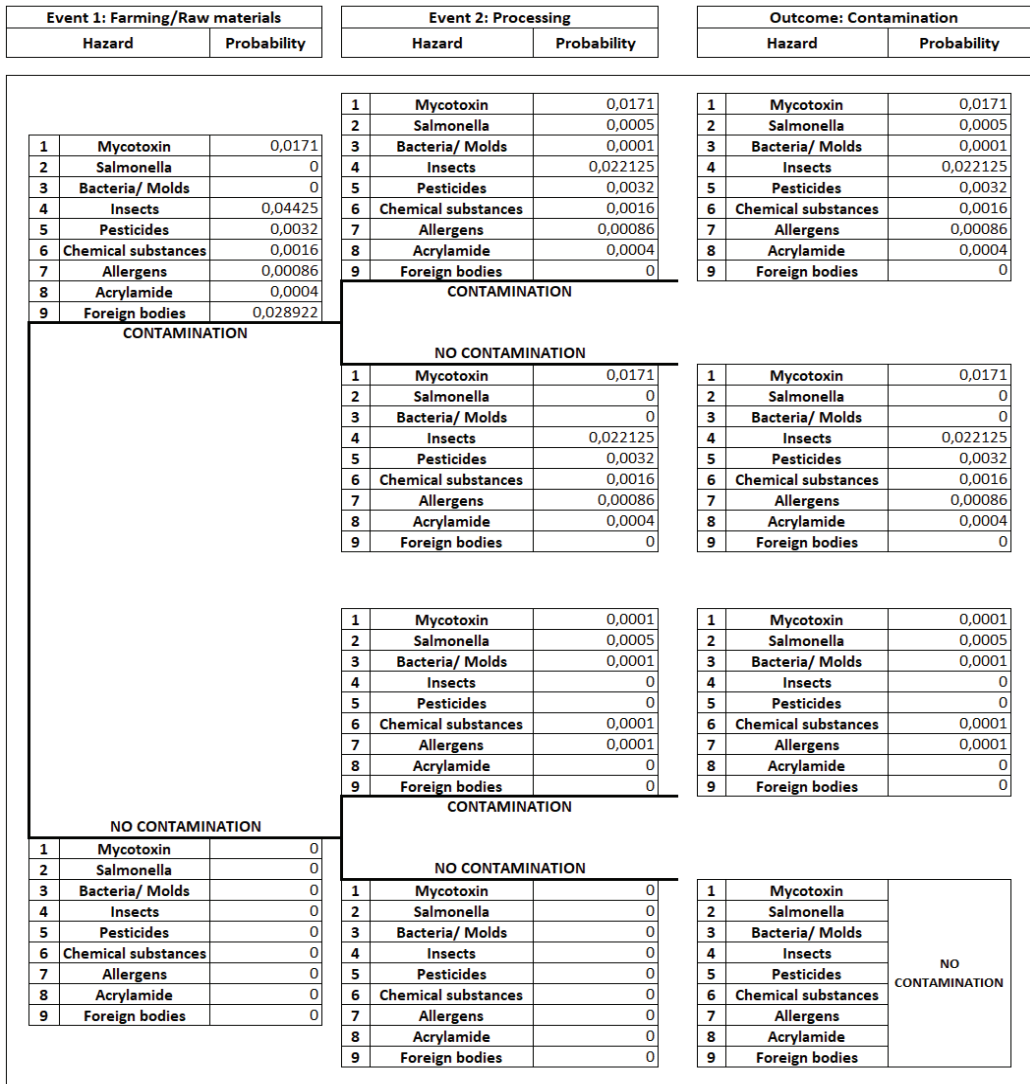 Event 1: Farming/Raw materials Event 2: Processing Outcome: Contamination
Hazard Probability Hazard Probability Hazard Probability
1 Mycotoxin 0,0171 1 Mycotoxin 0,0171
2 Salmonella 0,0005 2 Salmonella 0,0005
1 Mycotoxin 0,0171 3 Bacteria/ Molds 0,0001 3 Bacteria/ Molds 0,0001
2 Salmonella 0 4 Insects 0,022125 4 Insects 0,022125
3 Bacteria/ Molds 0 5 Pesticides 0,0032 5 Pesticides 0,0032
4 Insects 0,04425 6 Chemical substances 0,0016 6 Chemical substances 0,0016
5 Pesticides 0,0032 7 Allergens 0,00086 7 Allergens 0,00086
6 Chemical substances 0,0016 8 Acrylamide 0,0004 8 Acrylamide 0,0004
7 Allergens 0,00086 9 Foreign bodies 0 9 Foreign bodies 0
8 Acrylamide 0,0004 CONTAMINATION
9 Foreign bodies 0,028922
CONTAMINATION
NO CONTAMINATION
1 Mycotoxin 0,0171 1 Mycotoxin 0,0171
2 Salmonella 0 2 Salmonella 0
3 Bacteria/ Molds 0 3 Bacteria/ Molds 0
4 Insects 0,022125 4 Insects 0,022125
5 Pesticides 0,0032 5 Pesticides 0,0032
6 Chemical substances 0,0016 6 Chemical substances 0,0016
7 Allergens 0,00086 7 Allergens 0,00086
8 Acrylamide 0,0004 8 Acrylamide 0,0004
9 Foreign bodies 0 9 Foreign bodies 0
1 Mycotoxin 0,0001 1 Mycotoxin 0,0001
2 Salmonella 0,0005 2 Salmonella 0,0005
3 Bacteria/ Molds 0,0001 3 Bacteria/ Molds 0,0001
4 Insects 0 4 Insects 0
5 Pesticides 0 5 Pesticides 0
6 Chemical substances 0,0001 6 Chemical substances 0,0001
7 Allergens 0,0001 7 Allergens 0,0001
8 Acrylamide 0 8 Acrylamide 0
9 Foreign bodies 0 9 Foreign bodies 0
CONTAMINATION
NO CONTAMINATION
1 Mycotoxin 0
2 Salmonella 0 NO CONTAMINATION
3 Bacteria/ Molds 0 1 Mycotoxin 0 1 Mycotoxin
4 Insects 0 2 Salmonella 0 2 Salmonella
5 Pesticides 0 3 Bacteria/ Molds 0 3 Bacteria/ Molds
6 Chemical substances 0 4 Insects 0 4 Insects
7 Allergens 0 5 Pesticides 0 5 Pesticides NO
8 Acrylamide 0 6 Chemical substances 0 6 Chemical substances CONTAMINATION
9 Foreign bodies 0 7 Allergens 0 7 Allergens
8 Acrylamide 0 8 Acrylamide
9 Foreign bodies 0 9 Foreign bodies